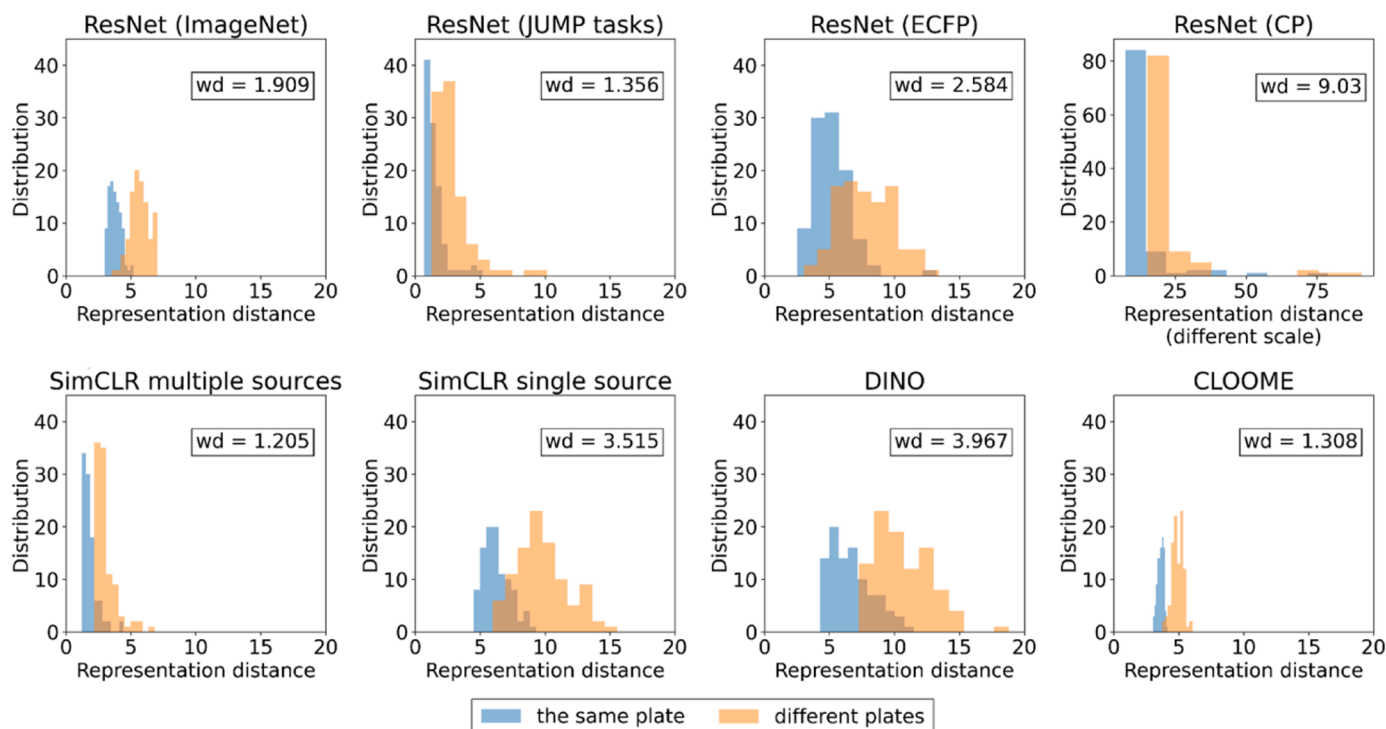 ResNet (ImageNet)
wd = 1.909
40
30
20
10
0
Distribution
0 5 10 15 20
Representation distance
ResNet (JUMP tasks)
wd = 1.356
40
30
20
10
0
Distribution
0 5 10 15 20
Representation distance
ResNet (ECFP)
wd = 2.584
40
30
20
10
0
Distribution
0 5 10 15 20
Representation distance
ResNet (CP)
wd = 9.03
80
60
40
20
0
Distribution
25 50 75
Representation distance
(different scale)
SimCLR multiple sources
wd = 1.205
40
30
20
10
0
Distribution
0 5 10 15 20
Representation distance
SimCLR single source
wd = 3.515
40
30
20
10
0
Distribution
0 5 10 15 20
Representation distance
DINO
wd = 3.967
40
30
20
10
0
Distribution
0 5 10 15 20
Representation distance
CLOOME
wd = 1.308
40
30
20
10
0
Distribution
0 5 10 15 20
Representation distance
the same plate
different plates